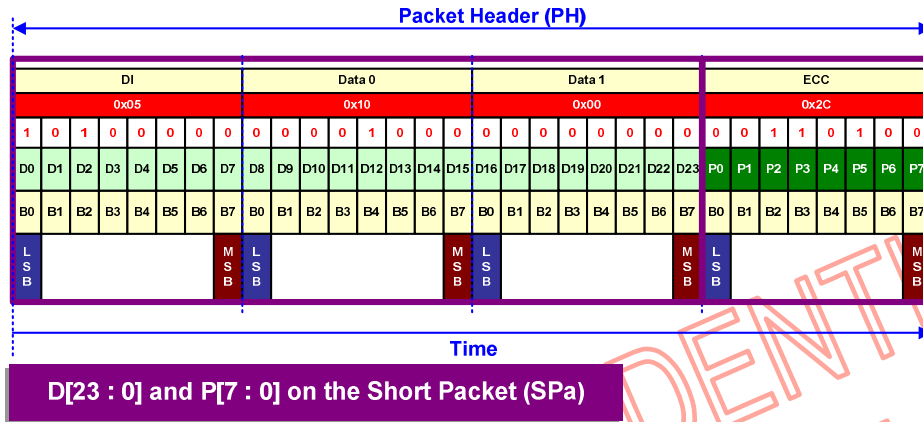 Packet Header (PH)
DI Data 0 Data 1 ECC
0x05 0x10 0x00 0x2C
1 0 1 0 0 0 0 0 0 0 0 0 1 0 0 0 0 0 0 0 0 0 0 0 0 0 1 1 0 1 0 0
D0 D1 D2 D3 D4 D5 D6 D7 D8 D9 D10 D11 D12 D13 D14 D15 D16 D17 D18 D19 D20 D21 D22 D23 P0 P1 P2 P3 P4 P5 P6 P7
B0 B1 B2 B3 B4 B5 B6 B7 B0 B1 B2 B3 B4 B5 B6 B7 B0 B1 B2 B3 B4 B5 B6 B7 B0 B1 B2 B3 B4 B5 B6 B7
LSB MSB LSB MSB LSB MSB LSB MSB
Time
D[23 : 0] and P[7 : 0] on the Short Packet (SPa)